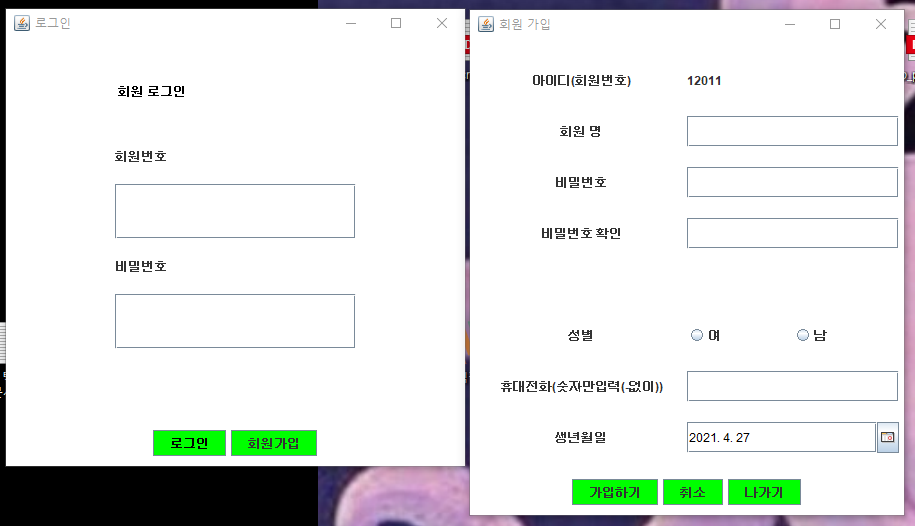 로그인
회원 로그인
회원번호
비밀번호
로그인 회원가입
회원 가입
아이디(회원번호) 12011
회원 명
비밀번호
비밀번호 확인
성별 여 남
휴대전화(숫자만입력(-없이))
생년월일 2021. 4. 27
가입하기 취소 나가기